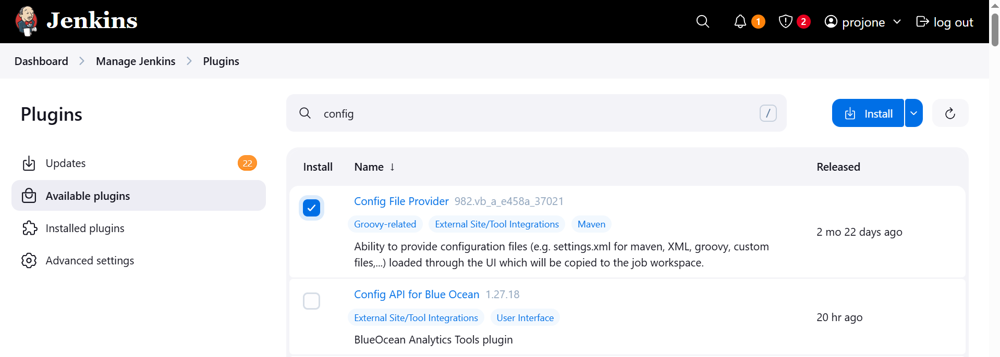 Jenkins
1
2
projone
log out
Dashboard
Manage Jenkins
Plugins
Plugins
config
/
Install
Updates
22
Available plugins
Installed plugins
Advanced settings
Install Name ↓ Released
Config File Provider 982.vb_a_e458a_37021
Groovy-related External Site/Tool Integrations Maven
Ability to provide configuration files (e.g. settings.xml for maven, XML, groovy, custom
files,...) loaded through the UI which will be copied to the job workspace.
2 mo 22 days ago
Config API for Blue Ocean 1.27.18
External Site/Tool Integrations User Interface
BlueOcean Analytics Tools plugin
20 hr ago